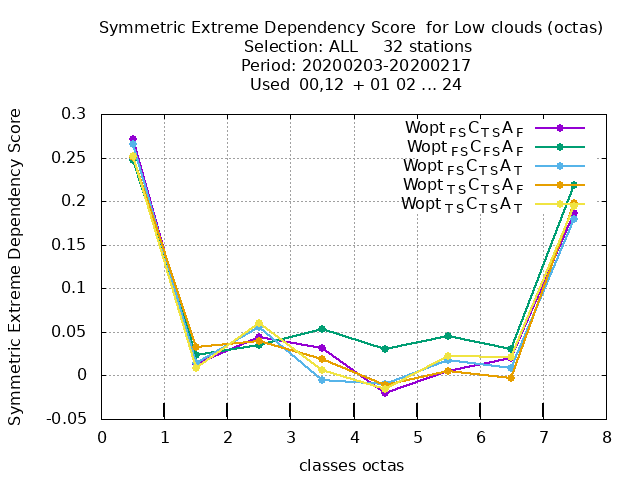 Symmetric Extreme Dependency Score for Low clouds (octas)
Selection: ALL 32 stations
Period: 20200203-20200217
Used 00,12 + 01 02 ... 24
Symmetric Extreme Dependency Score
0.3
0.25
0.2
0.15
0.1
0.05
0
-0.05
Wopt FS C TS A F
Wopt FS C FS A F
Wopt FS C TS A T
Wopt TS C TS A F
Wopt TS C TS A T
0 1 2 3 4 5 6 7 8
classes octas